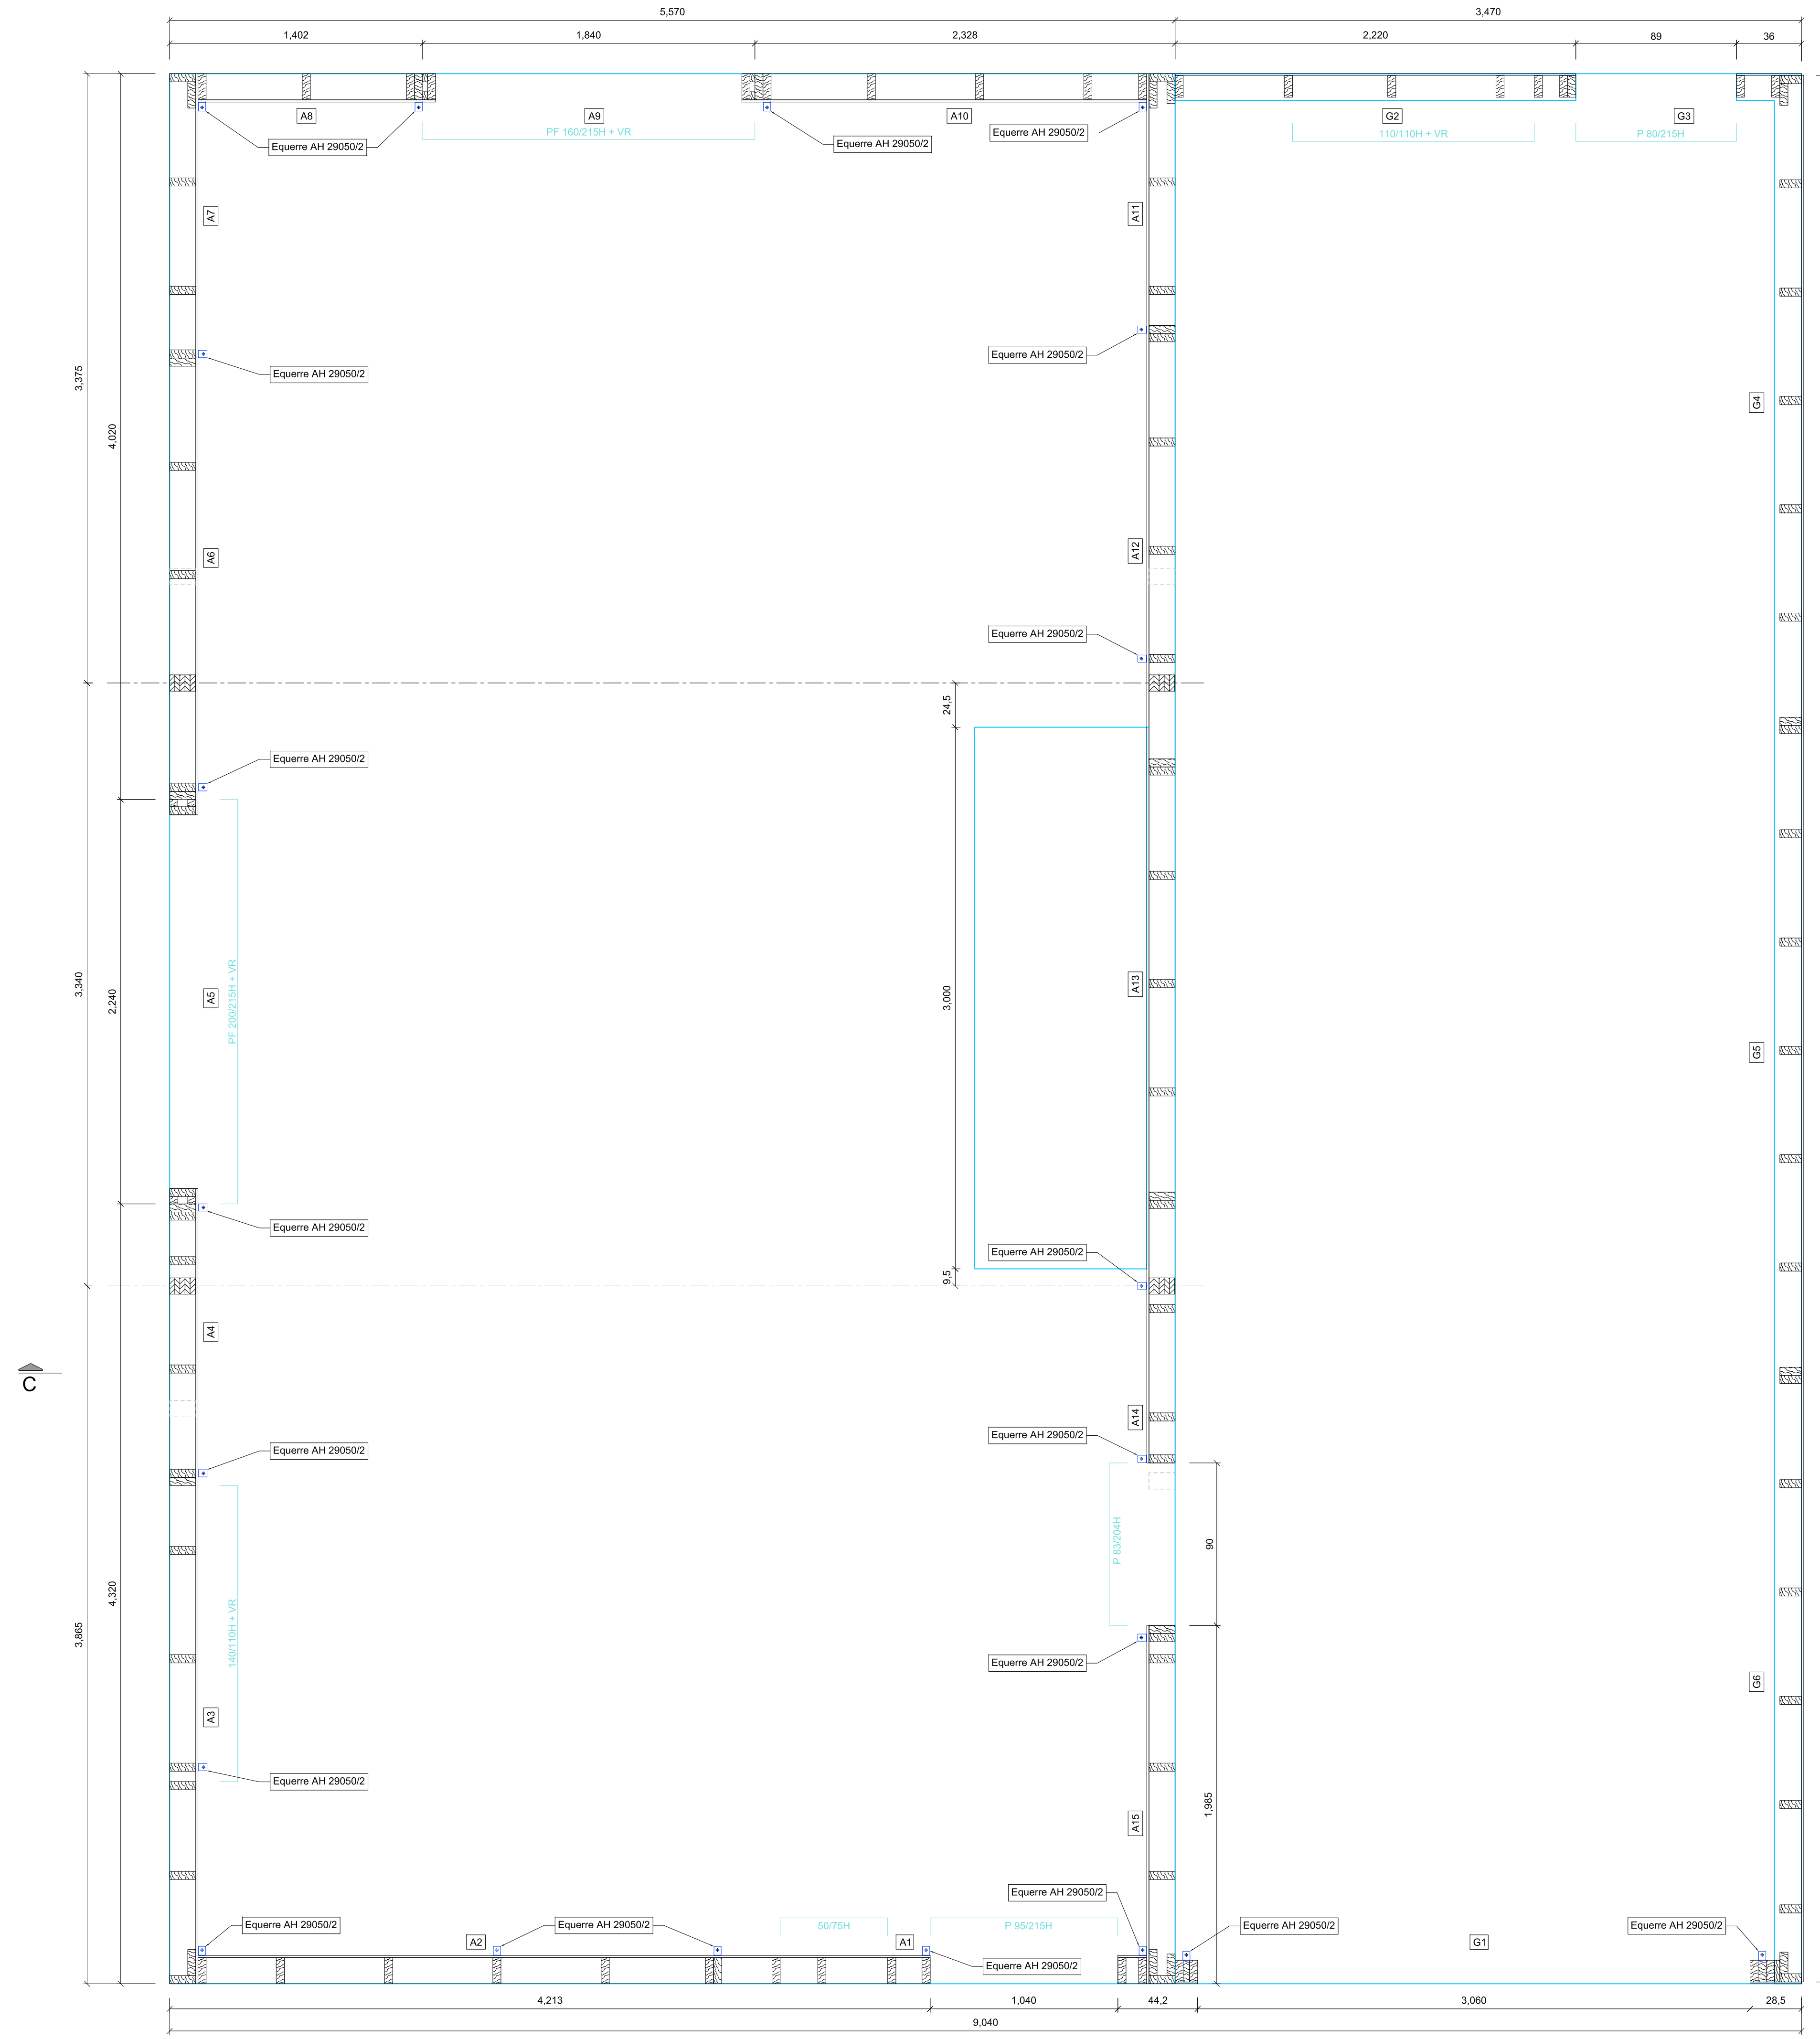 5,570
3,470
1,402
1,840
2,328
2,220
89
36
A8
A9
A10
G2
G3
PF 160/215H + VR
110/110H + VR
P 80/215H
Equerre AH 29050/2
Equerre AH 29050/2
Equerre AH 29050/2
A7
A11
Equerre AH 29050/2
Equerre AH 29050/2
3,375
4,020
G4
A6
A12
Equerre AH 29050/2
24,5
Equerre AH 29050/2
3,340
2,240
A5
PF 200/215H + VR
3,000
A13
G5
Equerre AH 29050/2
Equerre AH 29050/2
9,5
A4
C
A14
Equerre AH 29050/2
Equerre AH 29050/2
P 83/204H
90
3,865
4,320
140/110H + VR
Equerre AH 29050/2
A3
G6
Equerre AH 29050/2
1,985
A15
Equerre AH 29050/2
Equerre AH 29050/2
Equerre AH 29050/2
50/75H
P 95/215H
Equerre AH 29050/2
Equerre AH 29050/2
A2
A1
G1
Equerre AH 29050/2
4,213
1,040
44,2
3,060
28,5
9,040